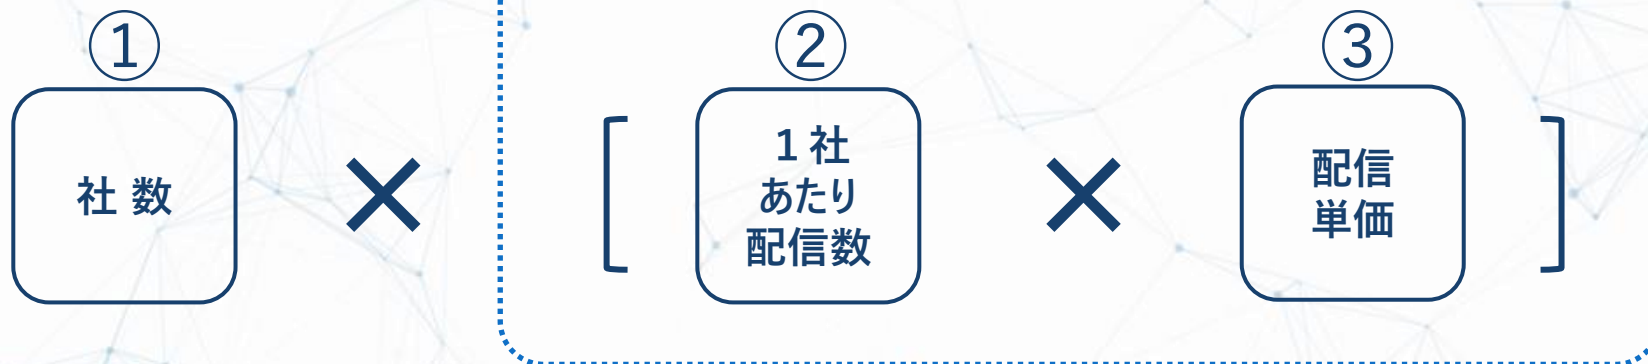 ①
社 数
×
[
②
1 社
あたり
配信数
×
③
配信
単価
]